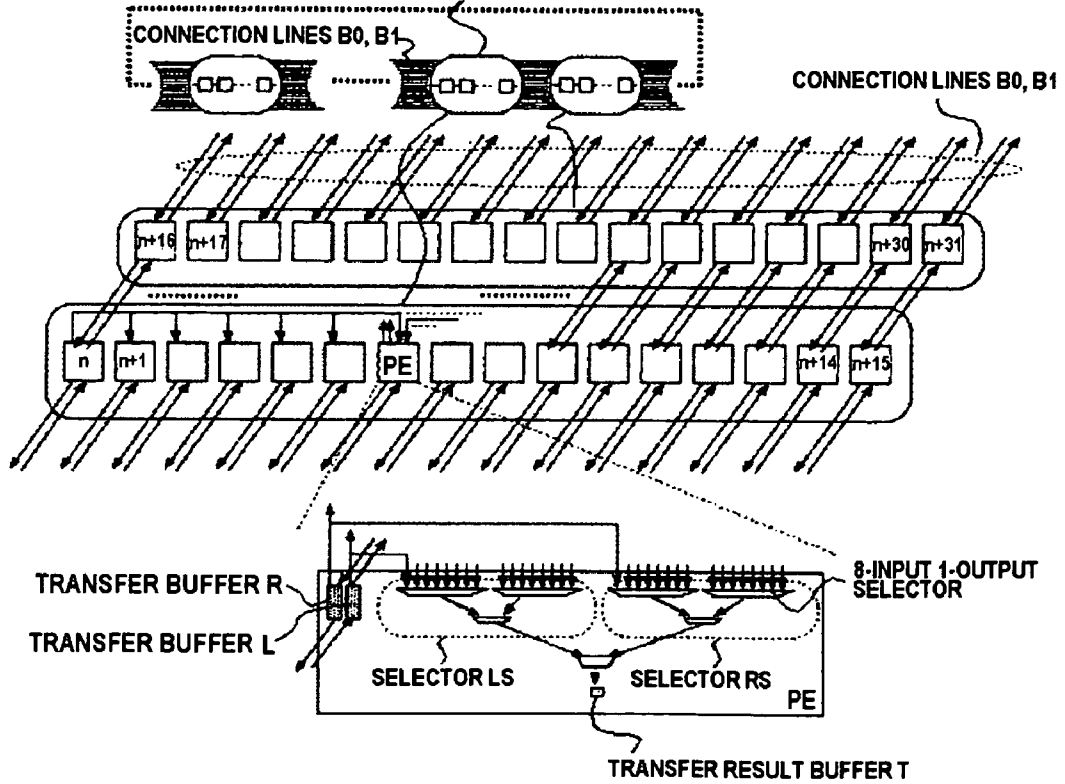 CONNECTION LINES B0, B1
CONNECTION LINES B0, B1
n+16 n+17 n+30 n+31
n n+1 PE n+14 n+15
8-INPUT 1-OUTPUT
SELECTOR
TRANSFER BUFFER R
TRANSFER BUFFER L
SELECTOR LS
SELECTOR RS
PE
TRANSFER RESULT BUFFER T